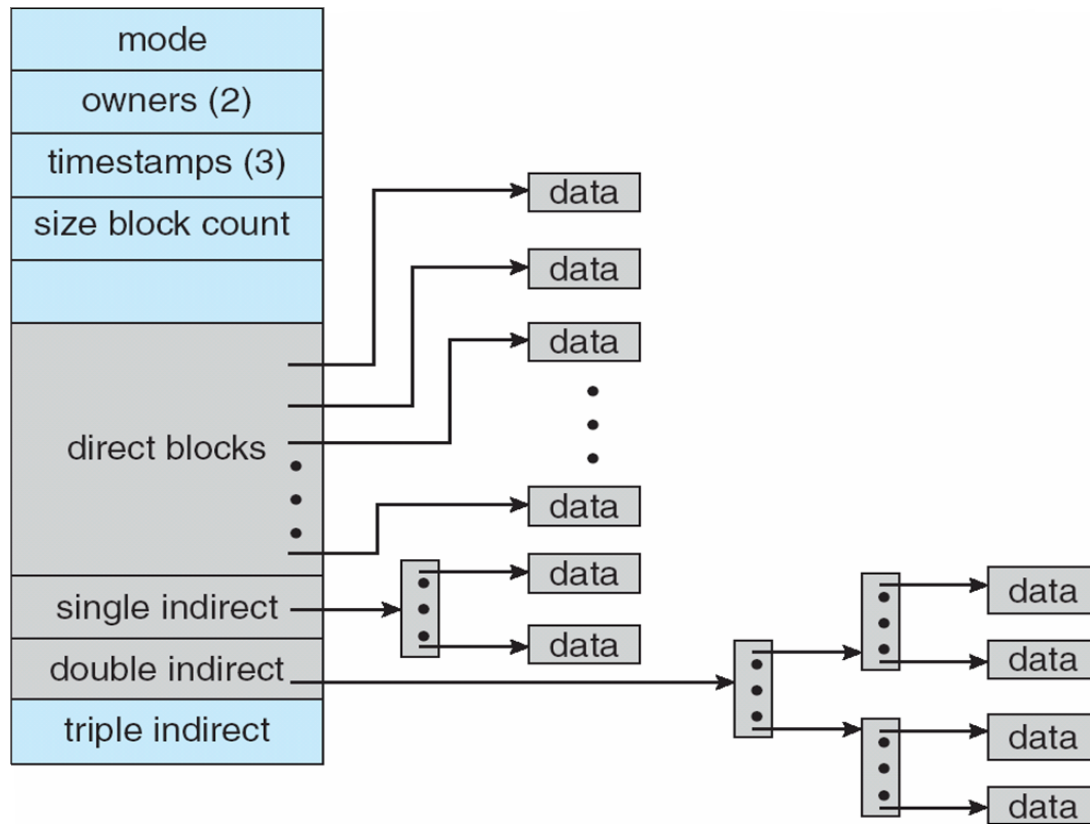 mode
owners (2)
timestamps (3)
size block count
direct blocks
single indirect
double indirect
triple indirect
data
data
data
data
data
data
data
data
data
data